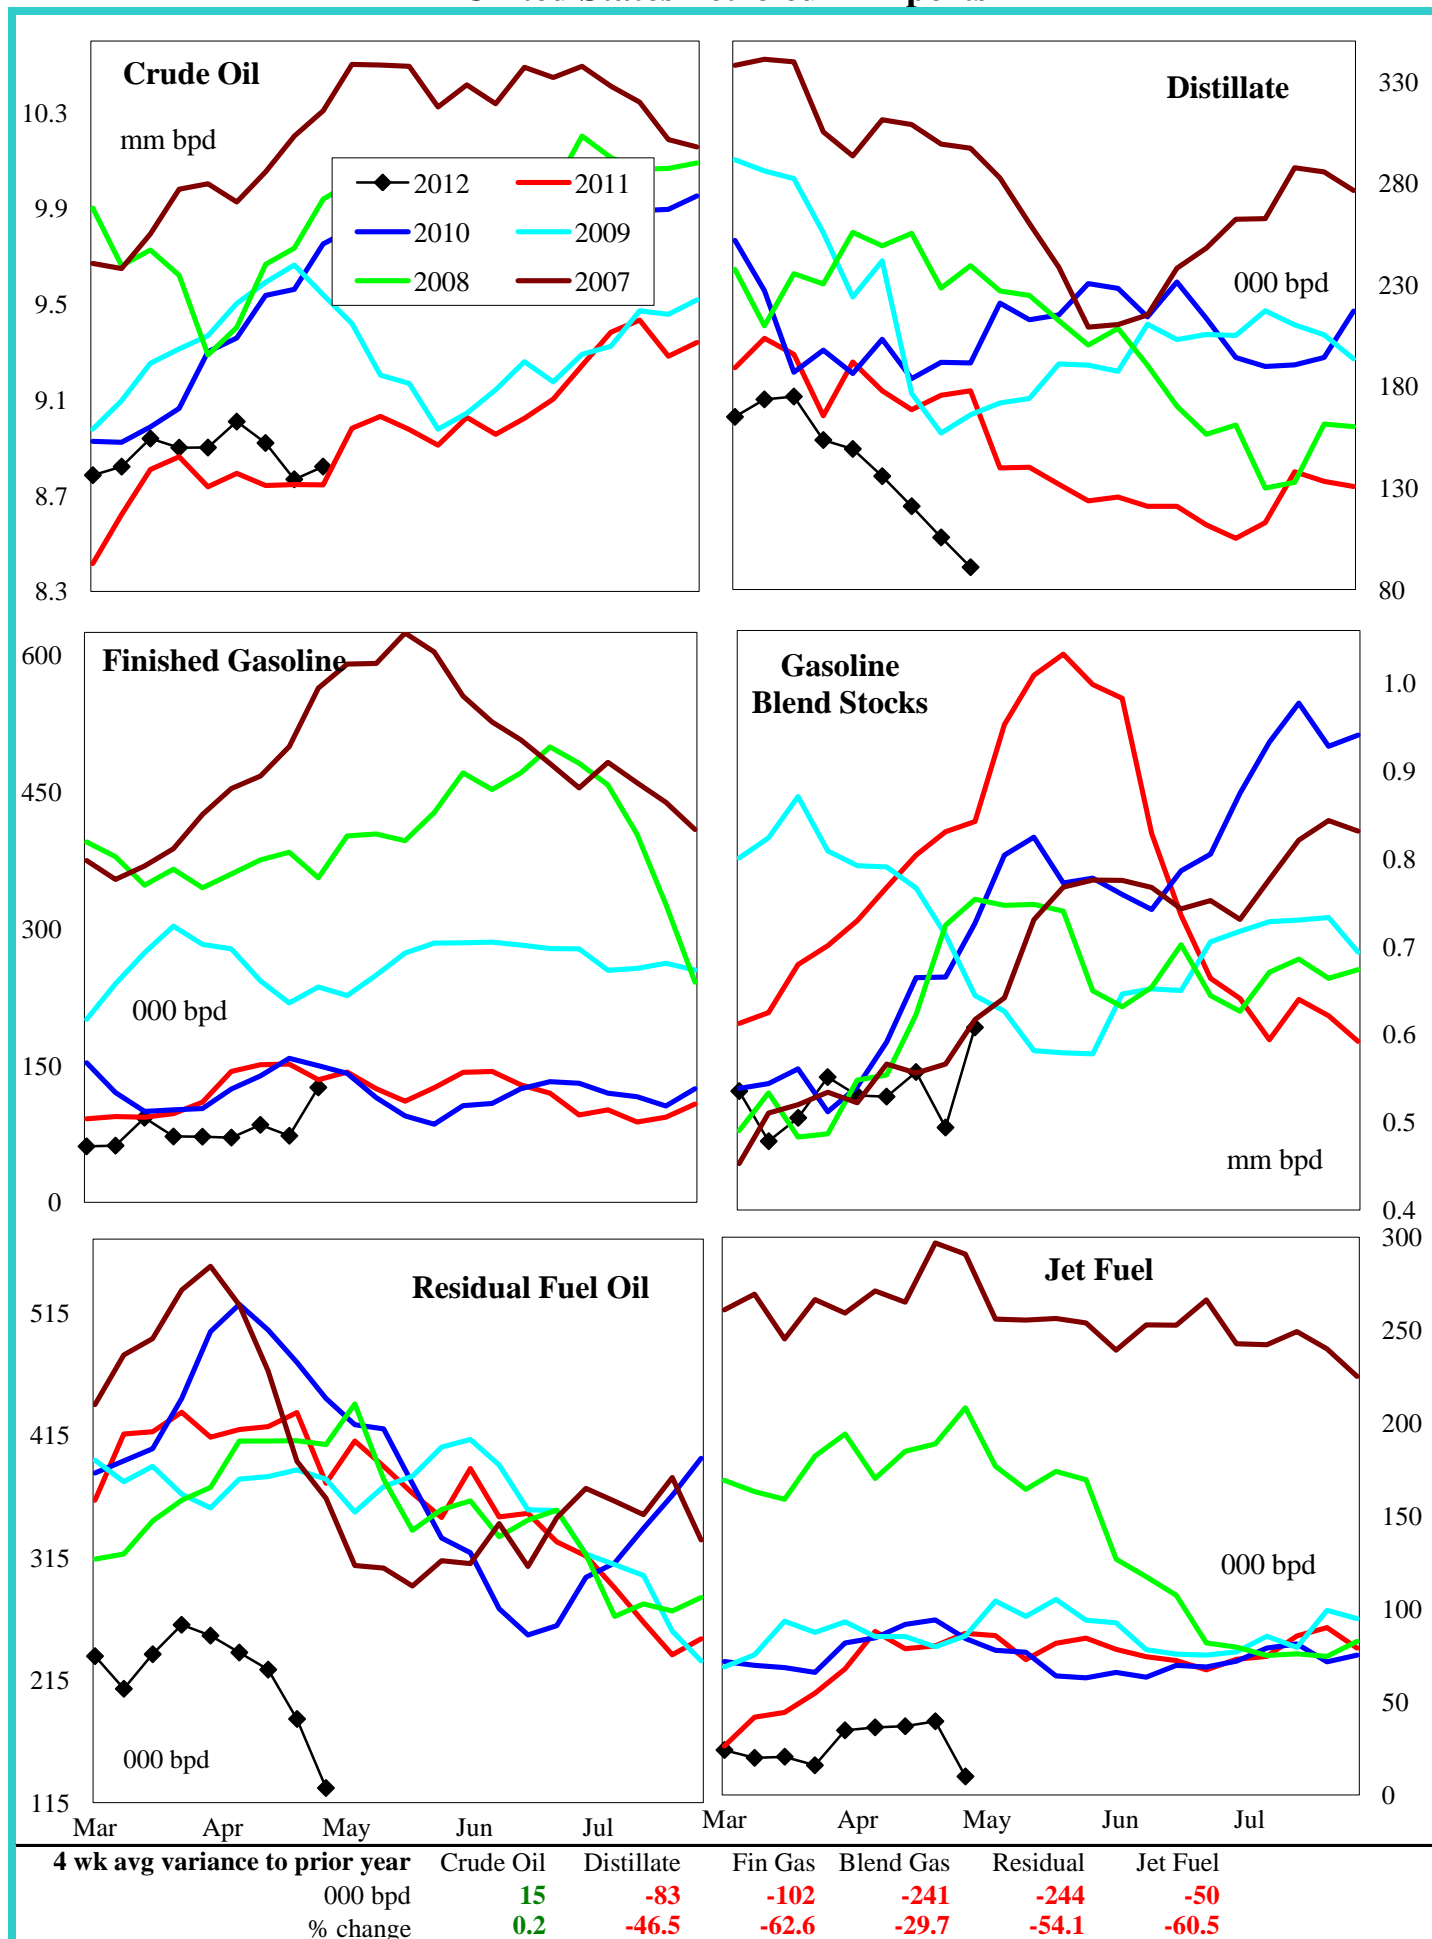 Crude Oil
mm bpd
10.3
9.9
9.5
9.1
8.7
8.3
2012
2011
2010
2009
2008
2007
Distillate
000 bpd
330
280
230
180
130
80
Finished Gasoline
000 bpd
600
450
300
150
0
Gasoline
Blend Stocks
mm bpd
1.0
0.9
0.8
0.7
0.6
0.5
0.4
Residual Fuel Oil
000 bpd
515
415
315
215
115
Mar Apr May Jun Jul
Jet Fuel
000 bpd
300
250
200
150
100
50
0
Mar Apr May Jun Jul
4 wk avg variance to prior year Crude Oil Distillate Fin Gas Blend Gas Residual Jet Fuel
000 bpd 15 -83 -102 -241 -244 -50
% change 0.2 -46.5 -62.6 -29.7 -54.1 -60.5